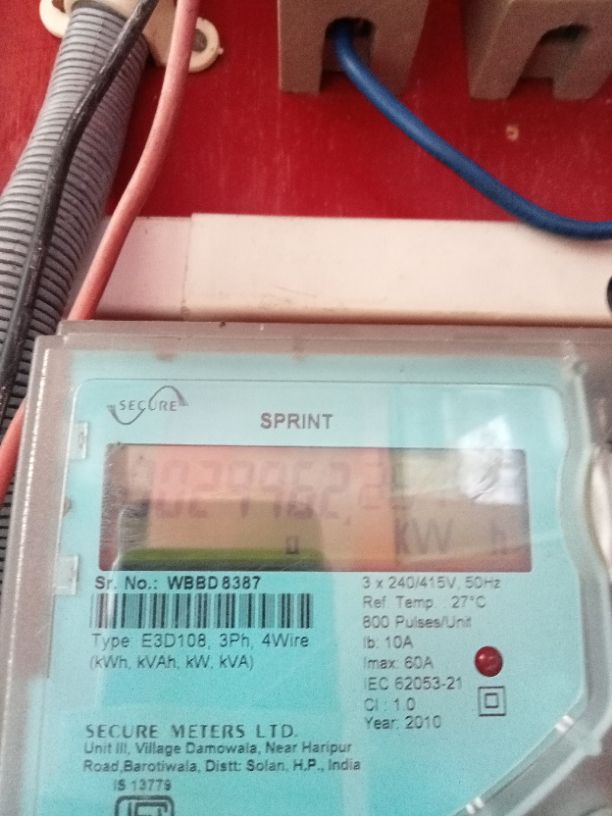 SECURE
SPRINT
kW h
Sr. No.: WBBD8387
Type: E3D108, 3Ph, 4Wire
(kWh, kVAh, kW, kVA)
3 x 240/415V, 50Hz
Ref. Temp. : 27°C
800 Pulses/Unit
Ib: 10A
Imax: 60A
IEC 62053-21
Cl : 1.0
Year: 2010
SECURE METERS LTD.
Unit III, Village Damowala, Near Haripur
Road,Barotiwala, Distt: Solan, H.P., India
IS 13779